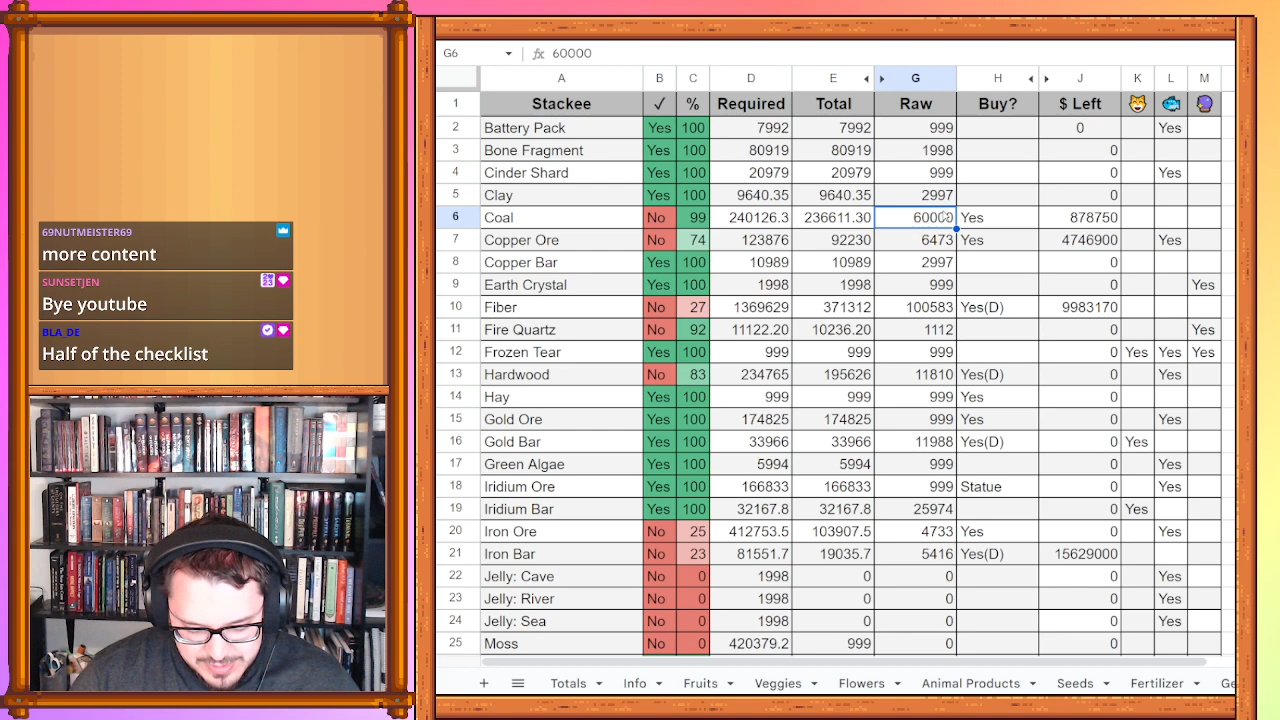 G6 fx 60000
A B C D E G H J K L M
1 Stackee ✓ % Required Total Raw Buy? $ Left
2 Battery Pack Yes 100 7992 7992 999 0 Yes
3 Bone Fragment Yes 100 80919 80919 1998 0
4 Cinder Shard Yes 100 20979 20979 999 0 Yes
5 Clay Yes 100 9640.35 9640.35 2997 0
6 Coal No 99 240126.3 236611.30 60000 Yes 878750
7 Copper Ore No 74 123876 92230 6473 Yes 4746900 Yes
8 Copper Bar Yes 100 10989 10989 2997 0
9 Earth Crystal Yes 100 1998 1998 999 0 Yes
10 Fiber No 27 1369629 371312 100583 Yes(D) 9983170
11 Fire Quartz No 92 11122.20 10236.20 1112 0 Yes
12 Frozen Tear Yes 100 999 999 999 0 Yes Yes Yes
13 Hardwood No 83 234765 195626 11810 Yes(D) 0 Yes
14 Hay Yes 100 999 999 999 Yes 0
15 Gold Ore Yes 100 174825 174825 999 Yes 0 Yes
16 Gold Bar Yes 100 33966 33966 11988 Yes(D) 0 Yes
17 Green Algae Yes 100 5994 5994 999 0 Yes
18 Iridium Ore Yes 100 166833 166833 999 Statue 0 Yes
19 Iridium Bar Yes 100 32167.8 32167.8 25974 0 Yes
20 Iron Ore No 25 412753.5 103907.5 4733 Yes 0 Yes
21 Iron Bar No 23 81551.7 19035.7 5416 Yes(D) 15629000
22 Jelly: Cave No 0 1998 0 0 0 Yes
23 Jelly: River No 0 1998 0 0 0 Yes
24 Jelly: Sea No 0 1998 0 0 0 Yes
25 Moss No 0 420379.2 999 0 0
+ Totals Info Fruits Veggies Flowers Animal Products Seeds Fertilizer Ge
69NUTMEISTER69
more content
SUNSETJEN
Bye youtube
BLA_DE
Half of the checklist